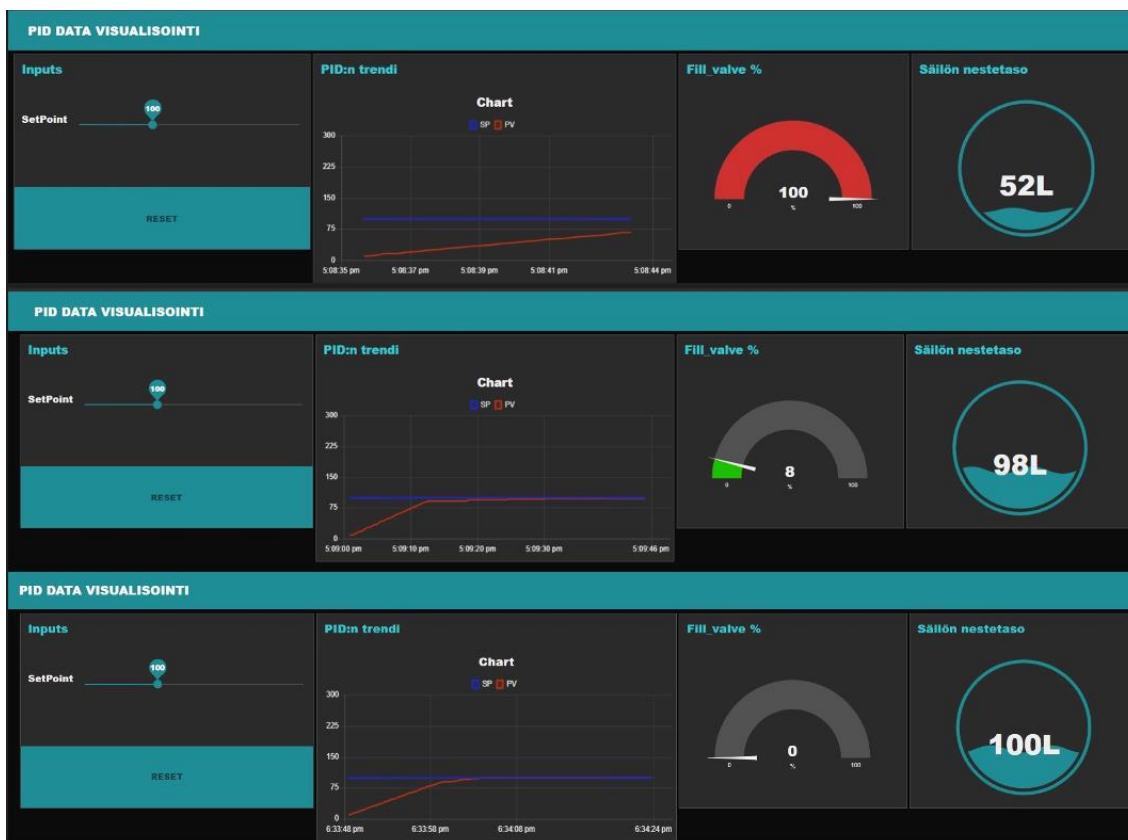 PID DATA VISUALISOINTI
Inputs
SetPoint
100
RESET
PID:n trendi
Chart
SP PV
300
225
150
75
0
5:08:35 pm 5:08:37 pm 5:08:39 pm 5:08:41 pm 5:08:44 pm
Fill_valve %
100
0 % 100
Säilön nestetaso
52L
PID DATA VISUALISOINTI
Inputs
SetPoint
100
RESET
PID:n trendi
Chart
SP PV
300
225
150
75
0
5:09:00 pm 5:09:10 pm 5:09:20 pm 5:09:30 pm 5:09:46 pm
Fill_valve %
8
0 % 100
Säilön nestetaso
98L
PID DATA VISUALISOINTI
Inputs
SetPoint
100
RESET
PID:n trendi
Chart
SP PV
300
225
150
75
0
6:33:48 pm 6:33:58 pm 6:34:08 pm 6:34:24 pm
Fill_valve %
0
0 % 100
Säilön nestetaso
100L